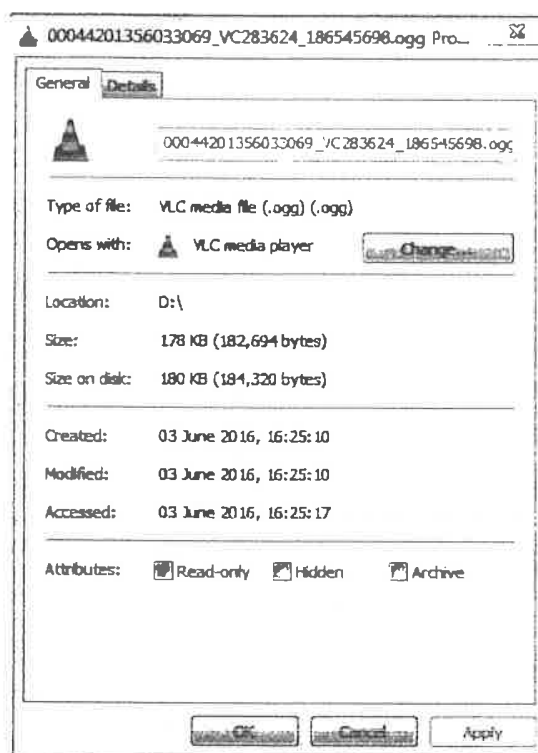 00044201356033069_VC283624_186545698.ogg Pro...
General Details
00044201356033069_VC283624_186545698.ogg
Type of file: VLC media file (.ogg) (.ogg)
Opens with: VLC media player Change...
Location: D:\
Size: 178 KB (182,694 bytes)
Size on disk: 180 KB (184,320 bytes)
Created: 03 June 2016, 16:25:10
Modified: 03 June 2016, 16:25:10
Accessed: 03 June 2016, 16:25:17
Attributes: Read-only Hidden Archive
OK Cancel Apply